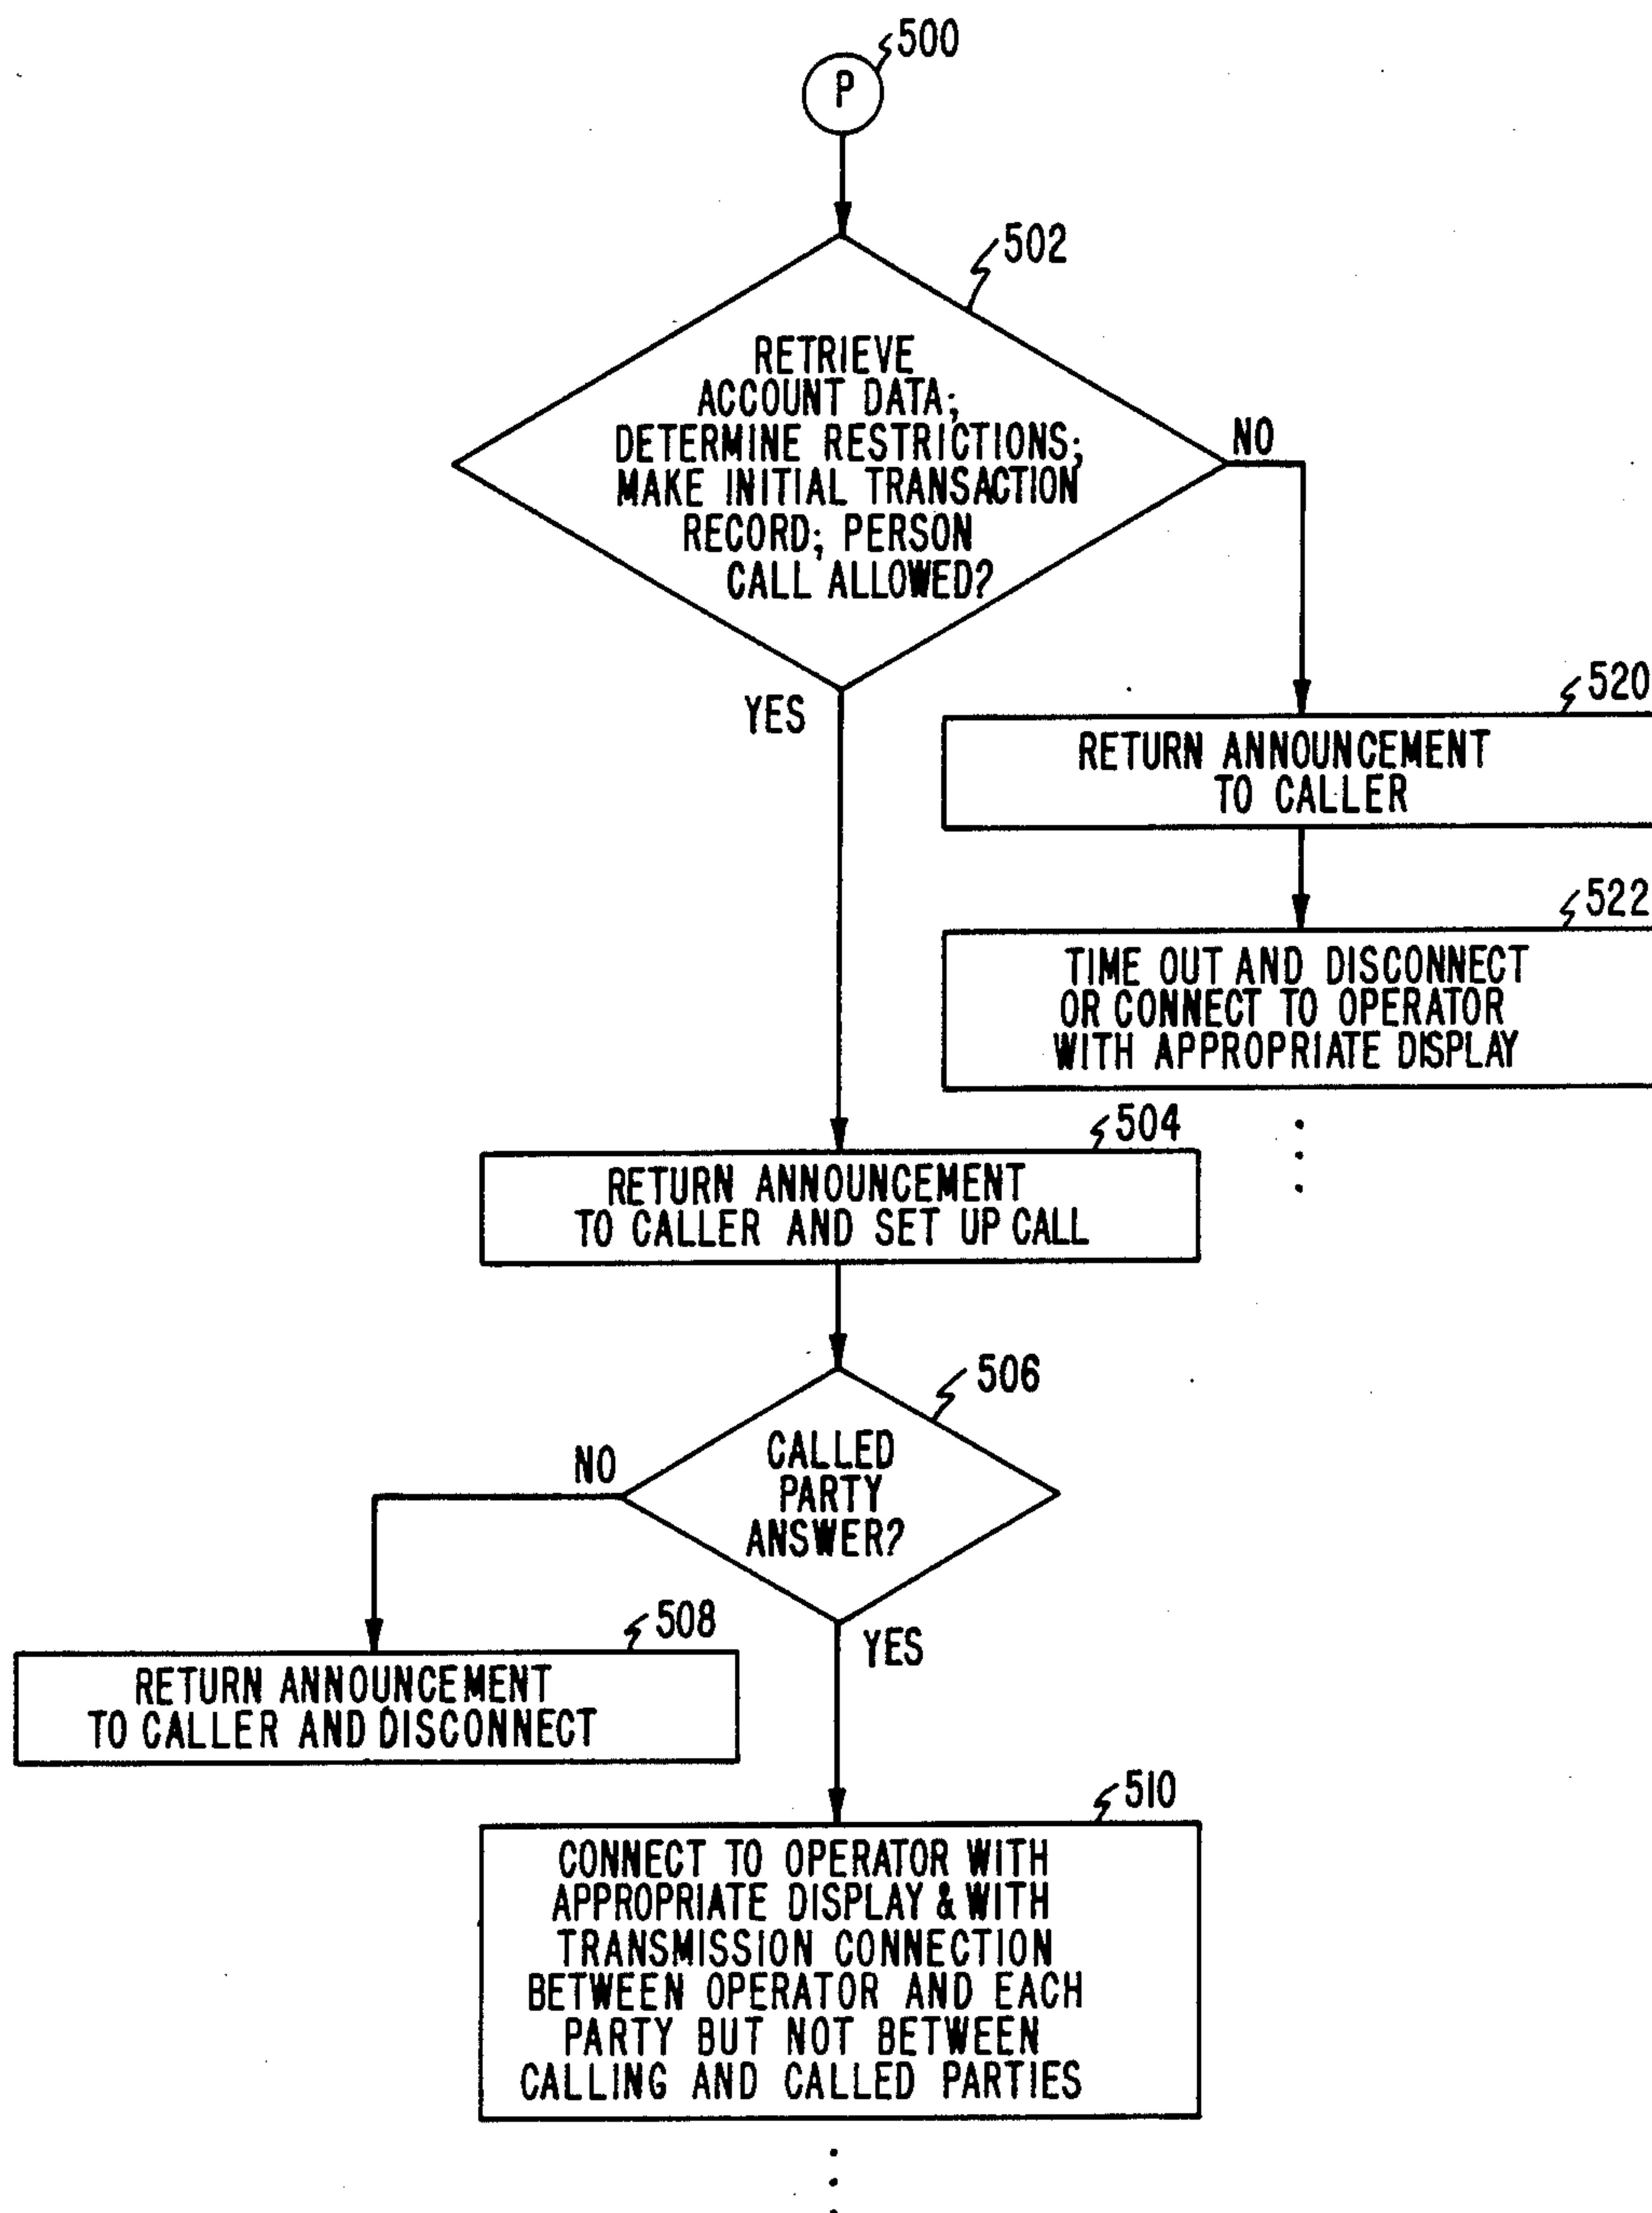 500
P
502
RETRIEVE
ACCOUNT DATA;
DETERMINE RESTRICTIONS;
MAKE INITIAL TRANSACTION
RECORD; PERSON
CALL ALLOWED?
NO
YES
520
RETURN ANNOUNCEMENT
TO CALLER
522
TIME OUT AND DISCONNECT
OR CONNECT TO OPERATOR
WITH APPROPRIATE DISPLAY
504
RETURN ANNOUNCEMENT
TO CALLER AND SET UP CALL
506
CALLED
PARTY
ANSWER?
NO
YES
508
RETURN ANNOUNCEMENT
TO CALLER AND DISCONNECT
510
CONNECT TO OPERATOR WITH
APPROPRIATE DISPLAY & WITH
TRANSMISSION CONNECTION
BETWEEN OPERATOR AND EACH
PARTY BUT NOT BETWEEN
CALLING AND CALLED PARTIES